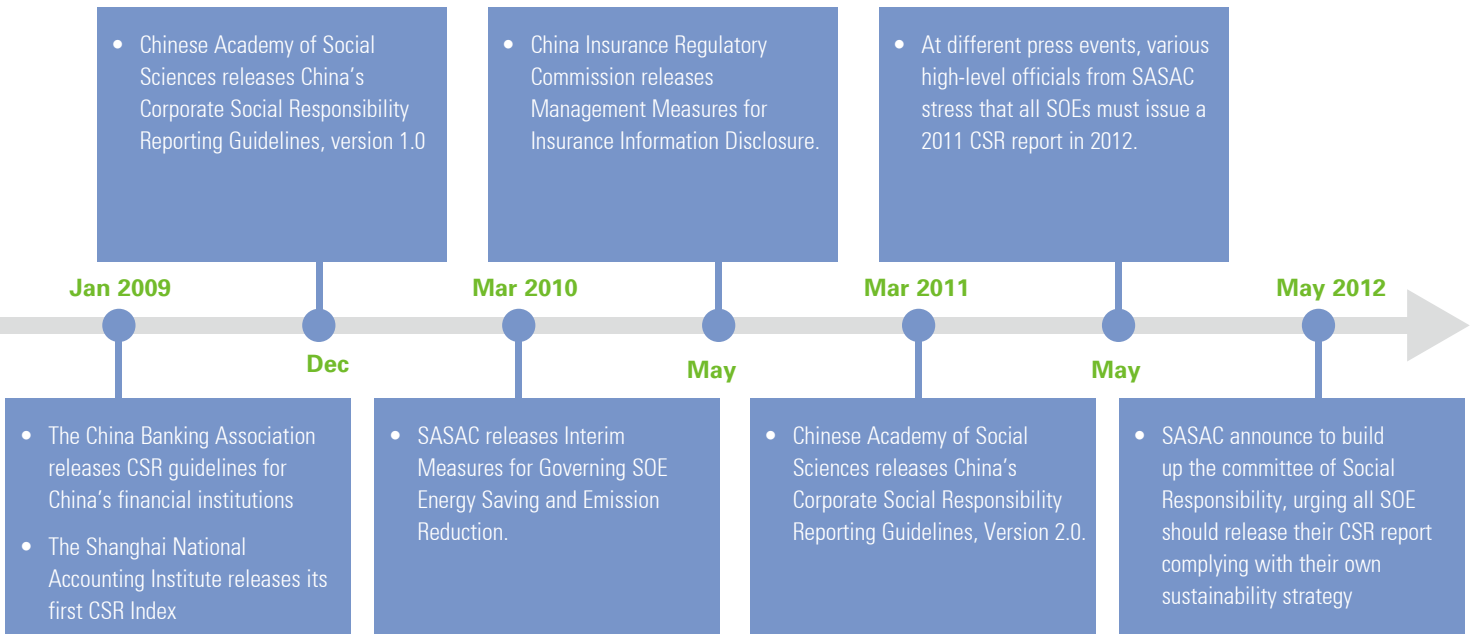 • Chinese Academy of Social
Sciences releases China's
Corporate Social Responsibility
Reporting Guidelines, version 1.0
• China Insurance Regulatory
Commission releases
Management Measures for
Insurance Information Disclosure.
• At different press events, various
high-level officials from SASAC
stress that all SOEs must issue a
2011 CSR report in 2012.
Jan 2009
Dec
Mar 2010
May
Mar 2011
May
May 2012
• The China Banking Association
releases CSR guidelines for
China's financial institutions
• The Shanghai National
Accounting Institute releases its
first CSR Index
• SASAC releases Interim
Measures for Governing SOE
Energy Saving and Emission
Reduction.
• Chinese Academy of Social
Sciences releases China's
Corporate Social Responsibility
Reporting Guidelines, Version 2.0.
• SASAC announce to build
up the committee of Social
Responsibility, urging all SOE
should release their CSR report
complying with their own
sustainability strategy